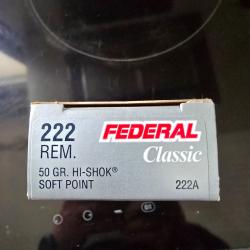 222
REM.
FEDERAL
Classic
50 GR. HI-SHOK®
SOFT POINT
222A